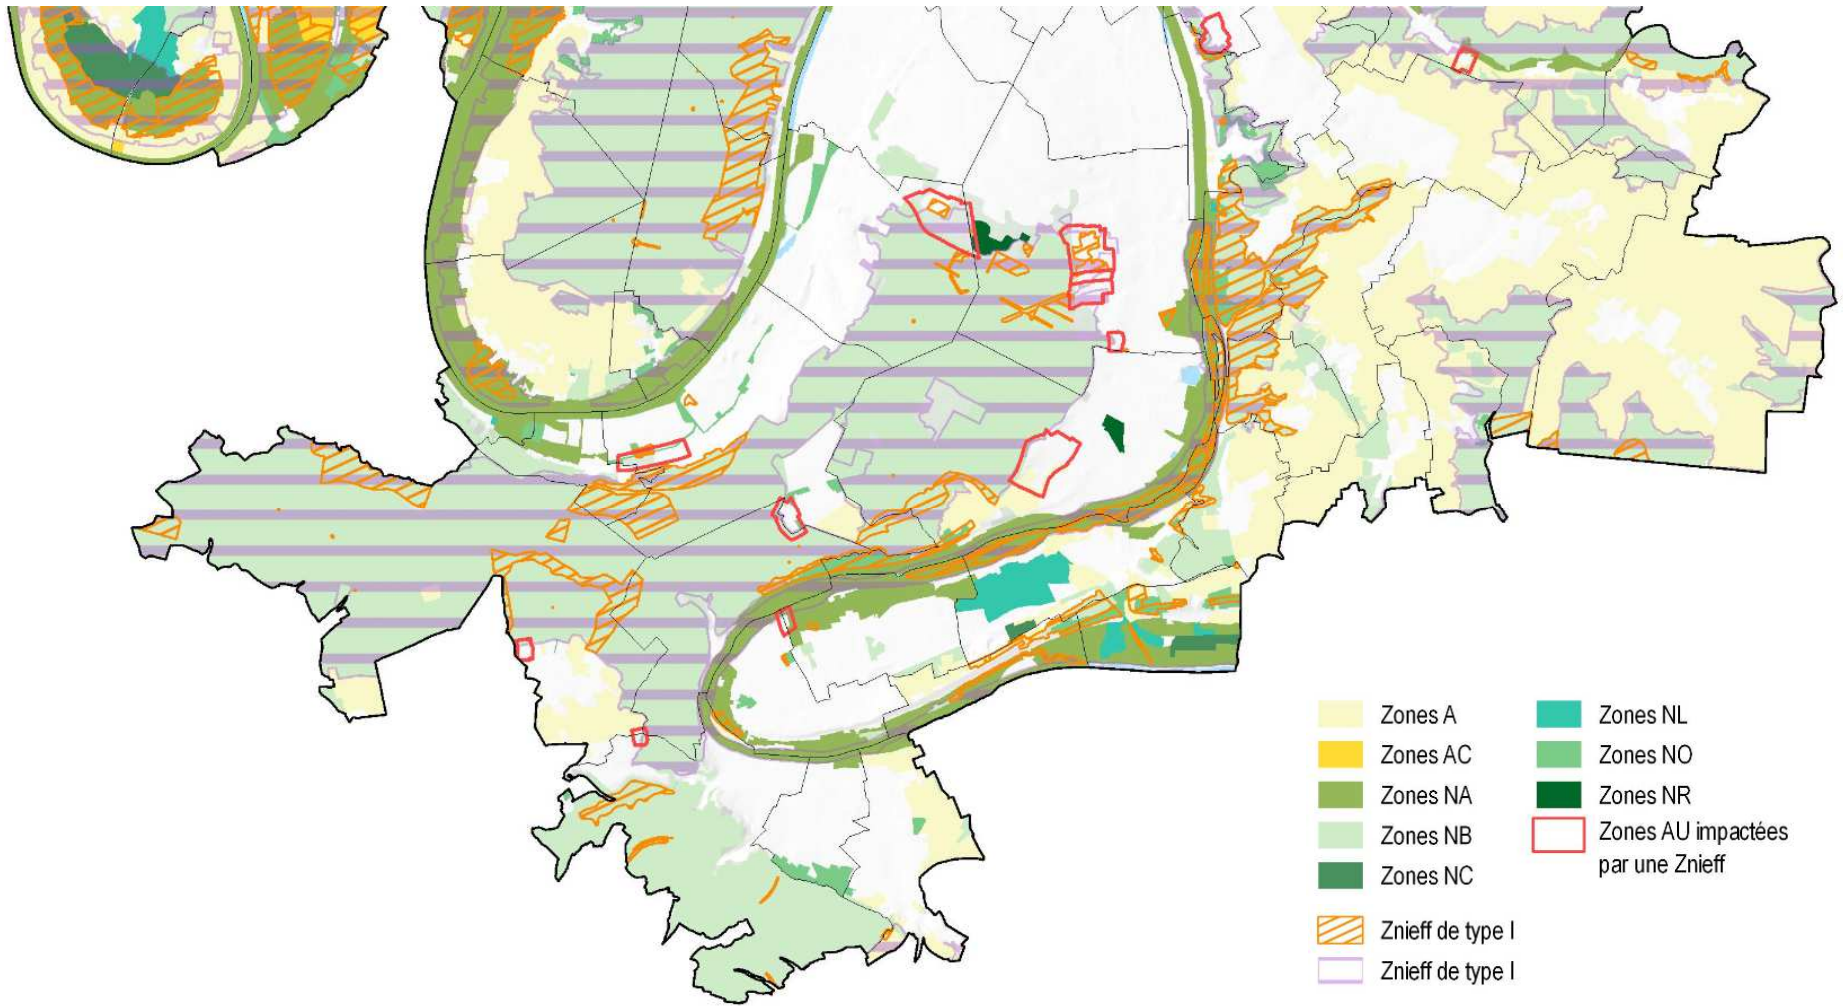 Zones A
Zones AC
Zones NA
Zones NB
Zones NC
Znieff de type I
Znieff de type I
Zones NL
Zones NO
Zones NR
Zones AU impactées
par une Znieff